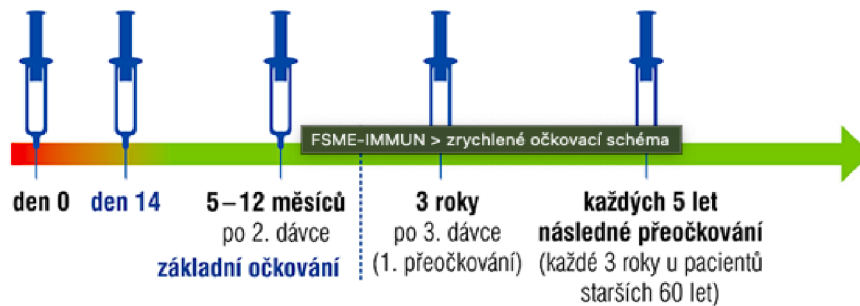 FSME-IMMUN > zrychlené očkovací schéma
den 0
den 14
5–12 měsíců
po 2. dávce
základní očkování
3 roky
po 3. dávce
(1. přeočkování)
každých 5 let
následné přeočkování
(každé 3 roky u pacientů
starších 60 let)